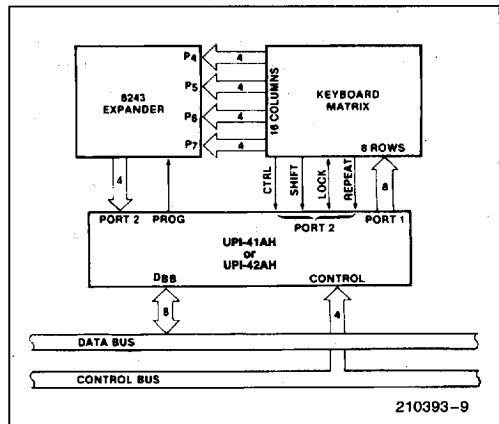 8243
EXPANDER
P4
P5
P6
P7
4
4
4
4
16 COLUMNS
KEYBOARD
MATRIX
8 ROWS
4
CTRL
SHIFT
LOCK
REPEAT
8
PORT 2
PROG
PORT 2
PORT 1
UPI-41AH
or
UPI-42AH
DBB
CONTROL
8
4
DATA BUS
CONTROL BUS
210393-9